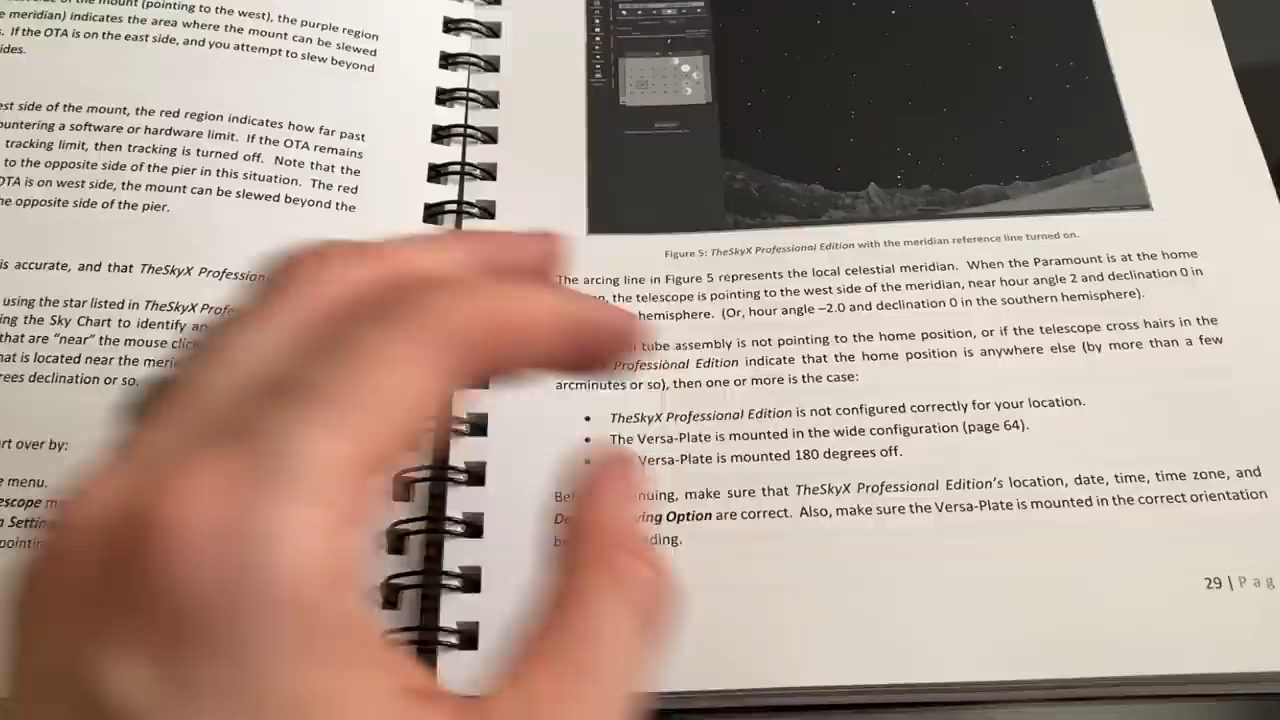 of the mount (pointing to the west), the purple region
meridian) indicates the area where the mount can be slewed
If the OTA is on the east side, and you attempt to slew beyond
ides.
est side of the mount, the red region indicates how far past
ountering a software or hardware limit. If the OTA remains
tracking limit, then tracking is turned off. Note that the
to the opposite side of the pier in this situation. The red
OTA is on west side, the mount can be slewed beyond the
he opposite side of the pier.
is accurate, and that TheSkyX Profession
using the star listed in TheSkyX Profe
ing the Sky Chart to identify an
that are "near" the mouse clic
hat is located near the meri
rees declination or so.
rt over by:
e menu.
escope m
n Settin
pointin
Figure 5: TheSkyX Professional Edition with the meridian reference line turned on.
The arcing line in Figure 5 represents the local celestial meridian. When the Paramount is at the home
n, the telescope is pointing to the west side of the meridian, near hour angle 2 and declination 0 in
hemisphere. (Or, hour angle –2.0 and declination 0 in the southern hemisphere).
tube assembly is not pointing to the home position, or if the telescope cross hairs in the
Professional Edition indicate that the home position is anywhere else (by more than a few
arcminutes or so), then one or more is the case:
• TheSkyX Professional Edition is not configured correctly for your location.
• The Versa-Plate is mounted in the wide configuration (page 64).
• Versa-Plate is mounted 180 degrees off.
Be nuing, make sure that TheSkyX Professional Edition's location, date, time, time zone, and
D ving Option are correct. Also, make sure the Versa-Plate is mounted in the correct orientation
b ding.
29 | P a g